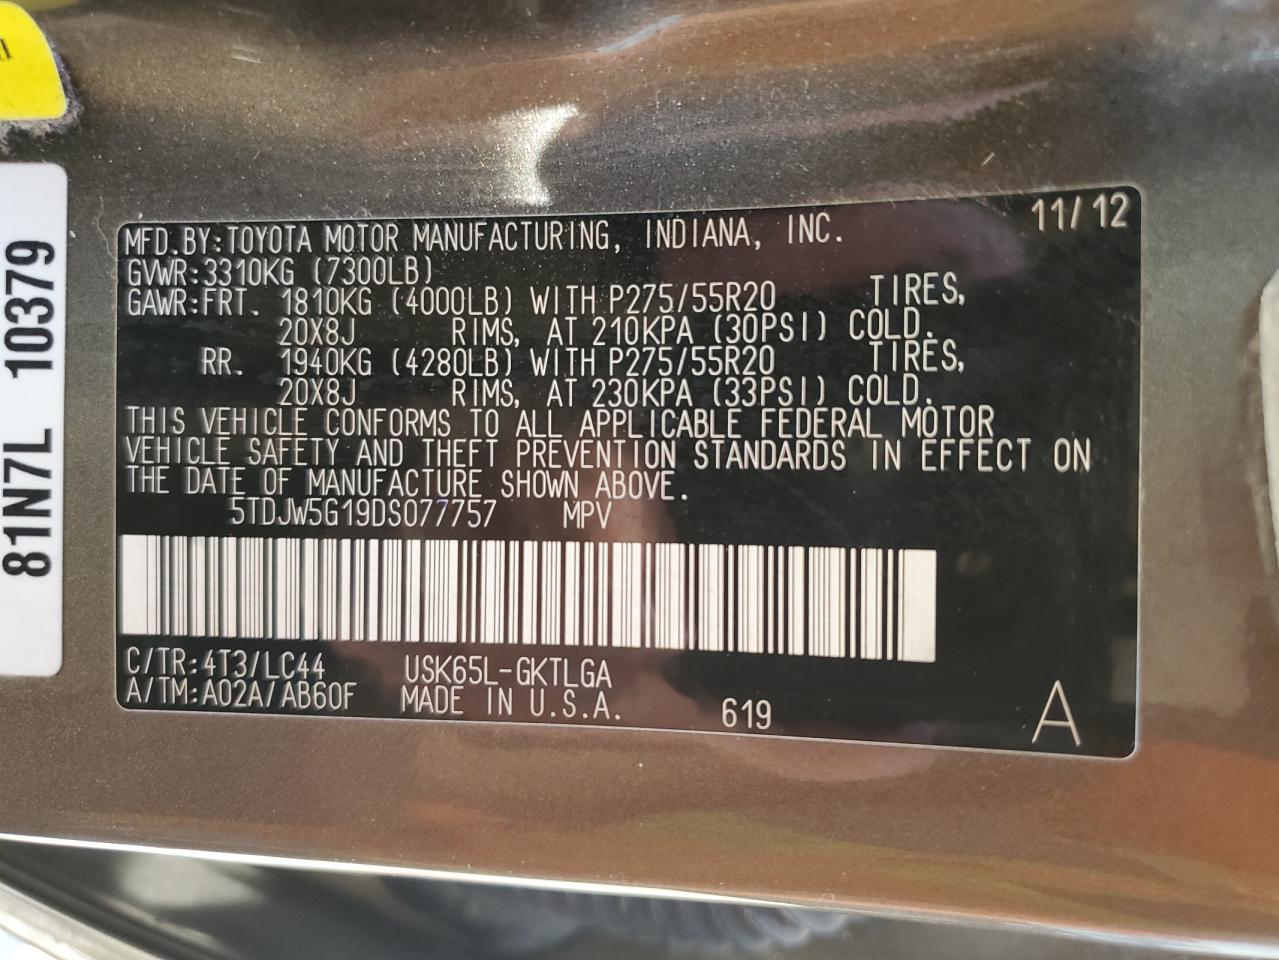 81N7L 10379
11/12
MFD.BY:TOYOTA MOTOR MANUFACTURING, INDIANA, INC.
GVWR:3310KG (7300LB)
GAWR:FRT. 1810KG (4000LB) WITH P275/55R20 TIRES,
20X8J RIMS, AT 210KPA (30PSI) COLD.
RR. 1940KG (4280LB) WITH P275/55R20 TIRES,
20X8J RIMS, AT 230KPA (33PSI) COLD.
THIS VEHICLE CONFORMS TO ALL APPLICABLE FEDERAL MOTOR
VEHICLE SAFETY AND THEFT PREVENTION STANDARDS IN EFFECT ON
THE DATE OF MANUFACTURE SHOWN ABOVE.
5TDJW5G19DS077757 MPV
C/TR:4T3/LC44 USK65L-GKTLGA
A/TM:A02A/AB60F MADE IN U.S.A. 619 A